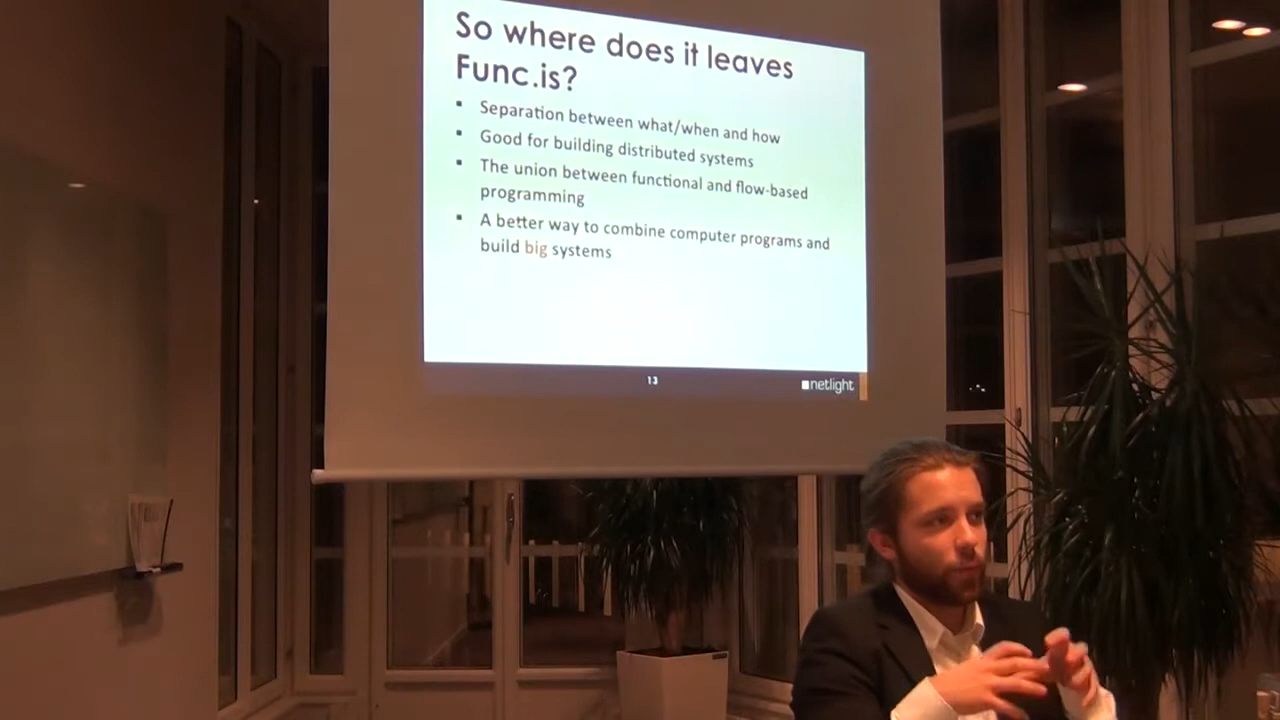 So where does it leaves
Func.is?
▪ Separation between what/when and how
▪ Good for building distributed systems
▪ The union between functional and flow-based
programming
▪ A better way to combine computer programs and
build big systems
13
netlight